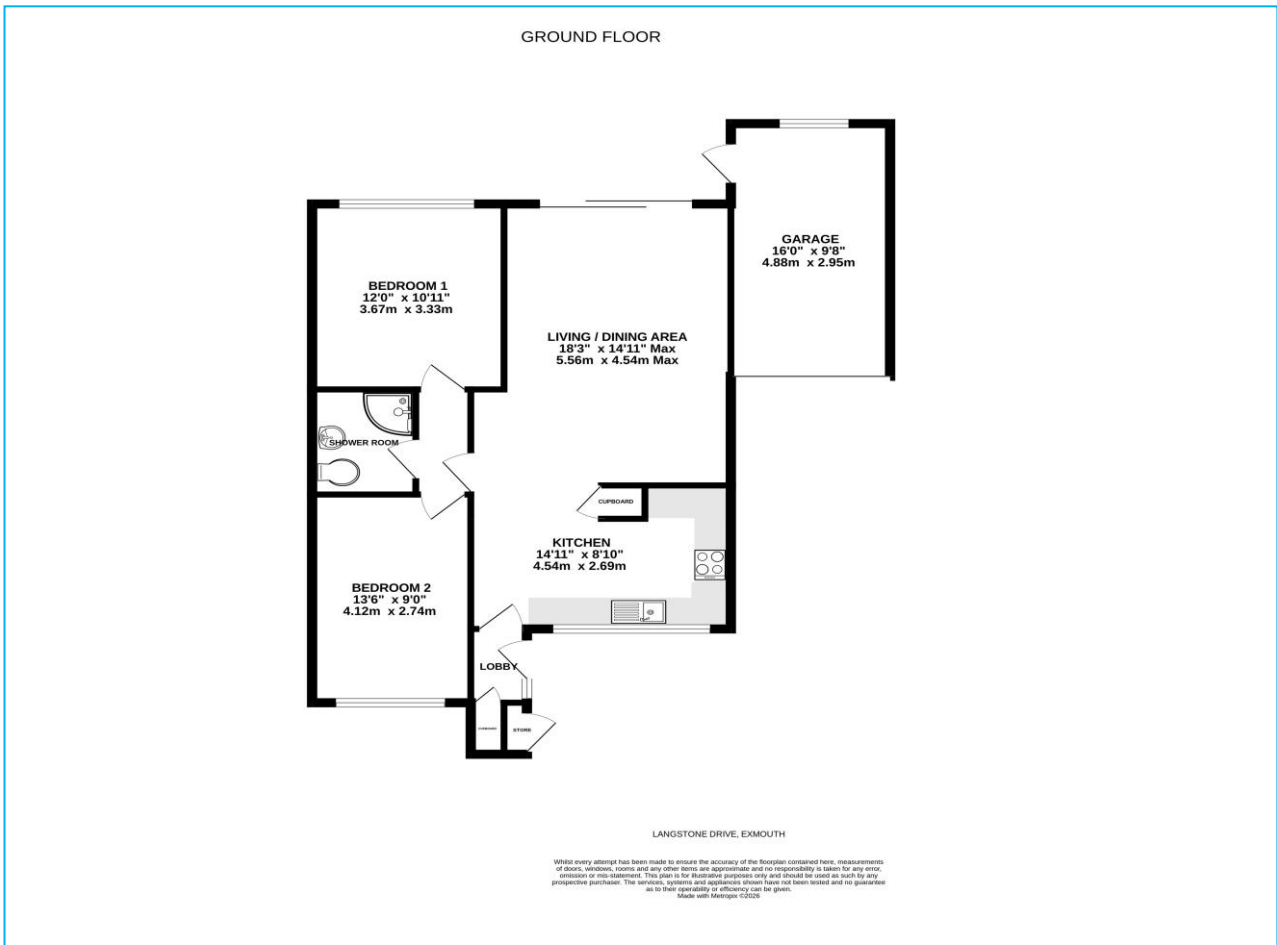 GROUND FLOOR
GARAGE
16'0" x 9'8"
4.88m x 2.95m
BEDROOM 1
12'0" x 10'11"
3.67m x 3.33m
LIVING / DINING AREA
18'3" x 14'11" Max
5.56m x 4.54m Max
SHOWER ROOM
CUPBOARD
KITCHEN
14'11" x 8'10"
4.54m x 2.69m
BEDROOM 2
13'6" x 9'0"
4.12m x 2.74m
LOBBY
CUPBOARD
STORE
LANGSTONE DRIVE, EXMOUTH
Whilst every attempt has been made to ensure the accuracy of the floorplan contained here, measurements
of doors, windows, rooms and any other items are approximate and no responsibility is taken for any error,
omission or mis-statement. This plan is for illustrative purposes only and should be used as such by any
prospective purchaser. The services, systems and appliances shown have not been tested and no guarantee
as to their operability or efficiency can be given.
Made with Metropix ©2026